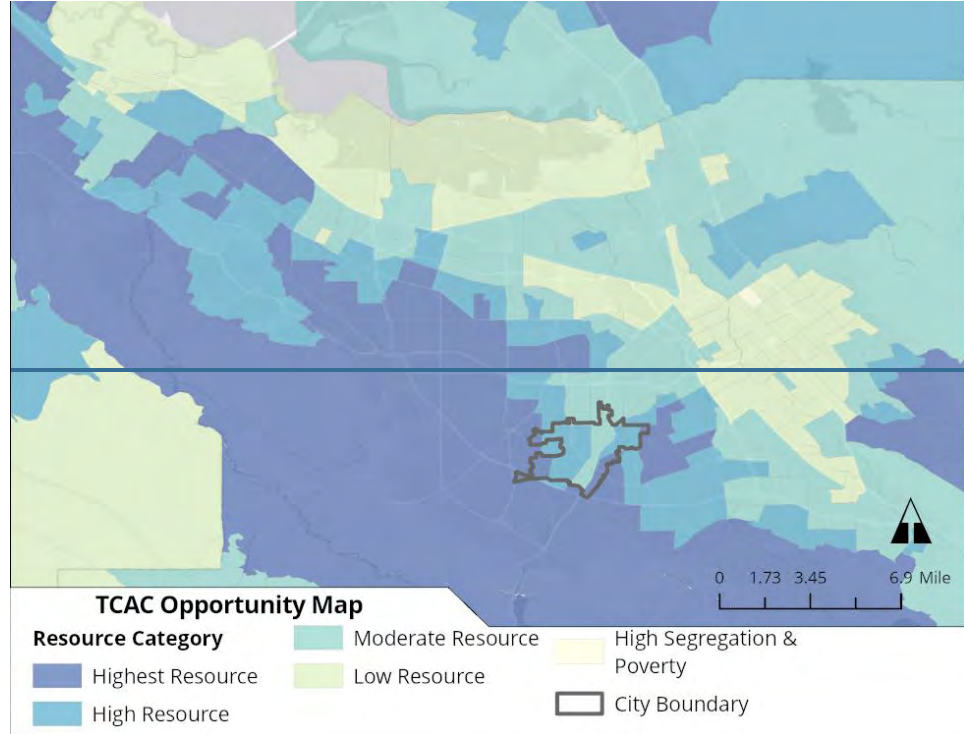 0 1.73 3.45 6.9 Mile
TCAC Opportunity Map
Resource Category
Highest Resource
High Resource
Moderate Resource
Low Resource
High Segregation &
Poverty
City Boundary